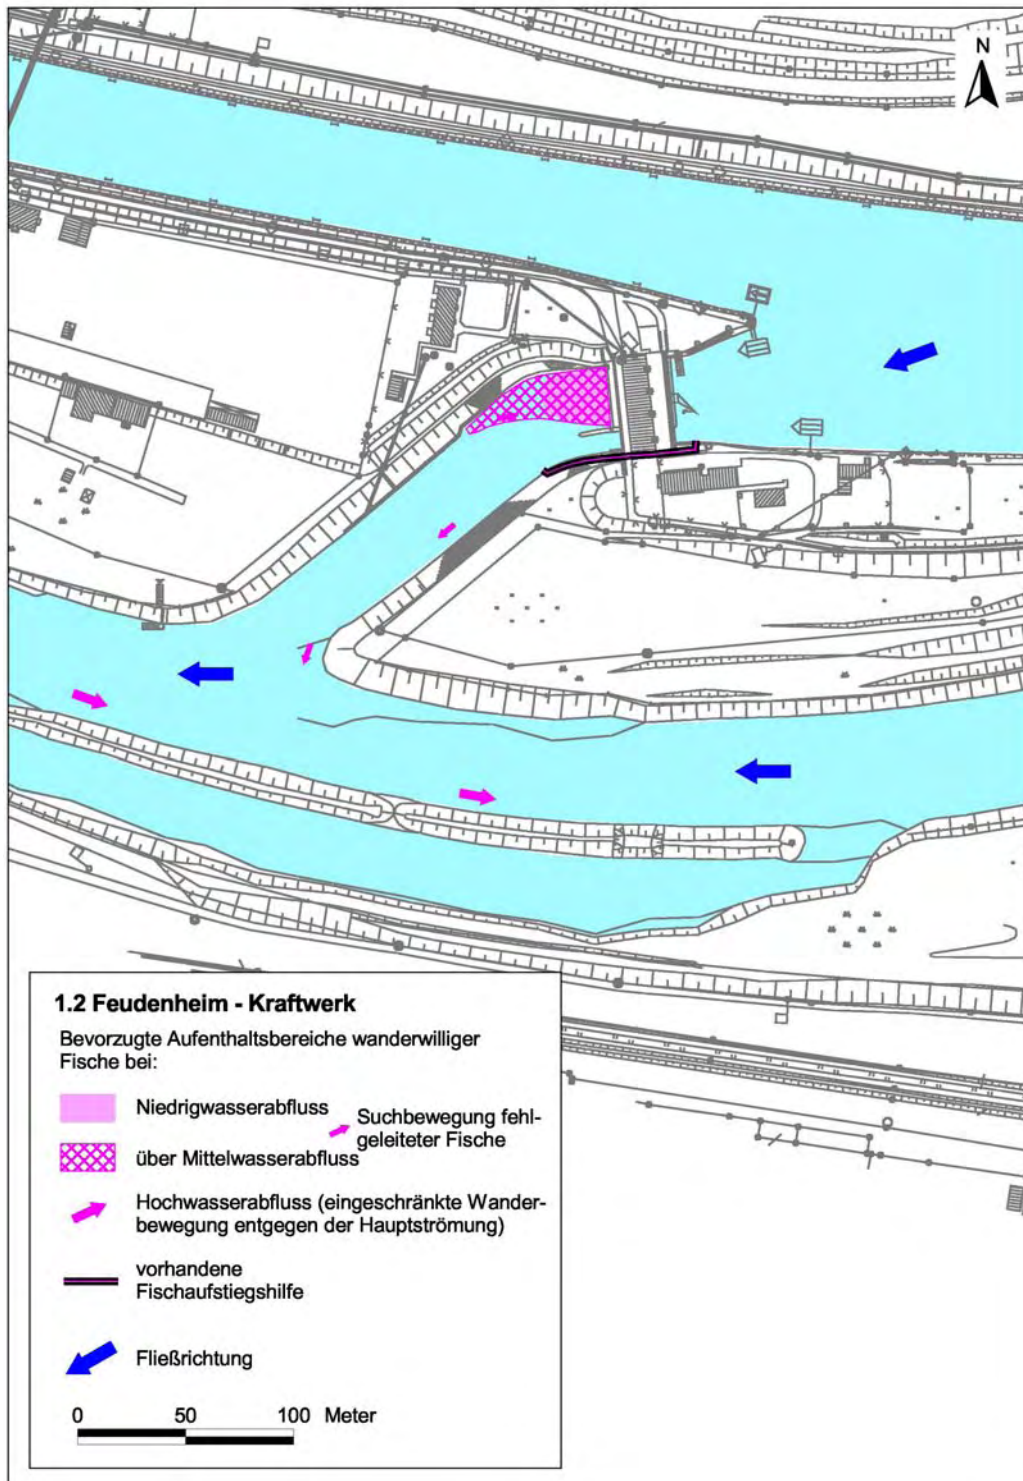 N
1.2 Feudenheim - Kraftwerk
Bevorzugte Aufenthaltsbereiche wanderwilliger
Fische bei:
Niedrigwasserabfluss
Suchbewegung fehl-
geleiteter Fische
über Mittelwasserabfluss
Hochwasserabfluss (eingeschränkte Wander-
bewegung entgegen der Hauptströmung)
vorhandene
Fischaufstiegshilfe
Fließrichtung
0 50 100 Meter